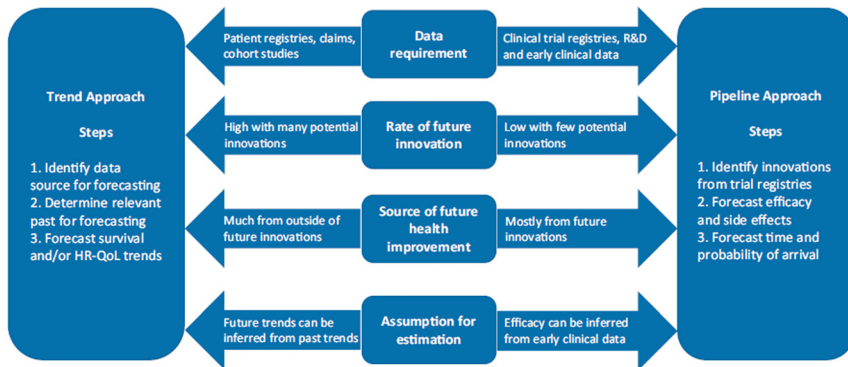 Trend Approach
Steps
1. Identify data
source for forecasting
2. Determine relevant
past for forecasting
3. Forecast survival
and/or HR-QoL trends
Patient registries, claims,
cohort studies
Data
requirement
Clinical trial registries, R&D
and early clinical data
High with many potential
innovations
Rate of future
innovation
Low with few potential
innovations
Much from outside of
future innovations
Source of future
health
improvement
Mostly from future
innovations
Future trends can be
inferred from past trends
Assumption for
estimation
Efficacy can be inferred
from early clinical data
Pipeline Approach
Steps
1. Identify innovations
from trial registries
2. Forecast efficacy
and side effects
3. Forecast time and
probability of arrival